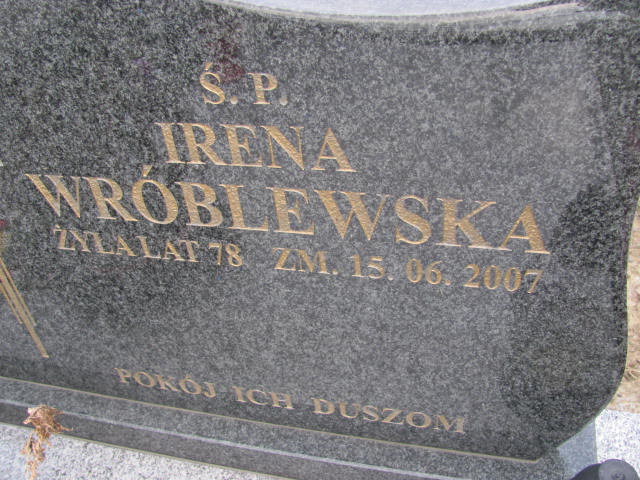 Ś. P.
IRENA
WRÓBLEWSKA
ŻYŁA LAT 78 ZM. 15. 06. 2007
POKÓJ ICH DUSZOM